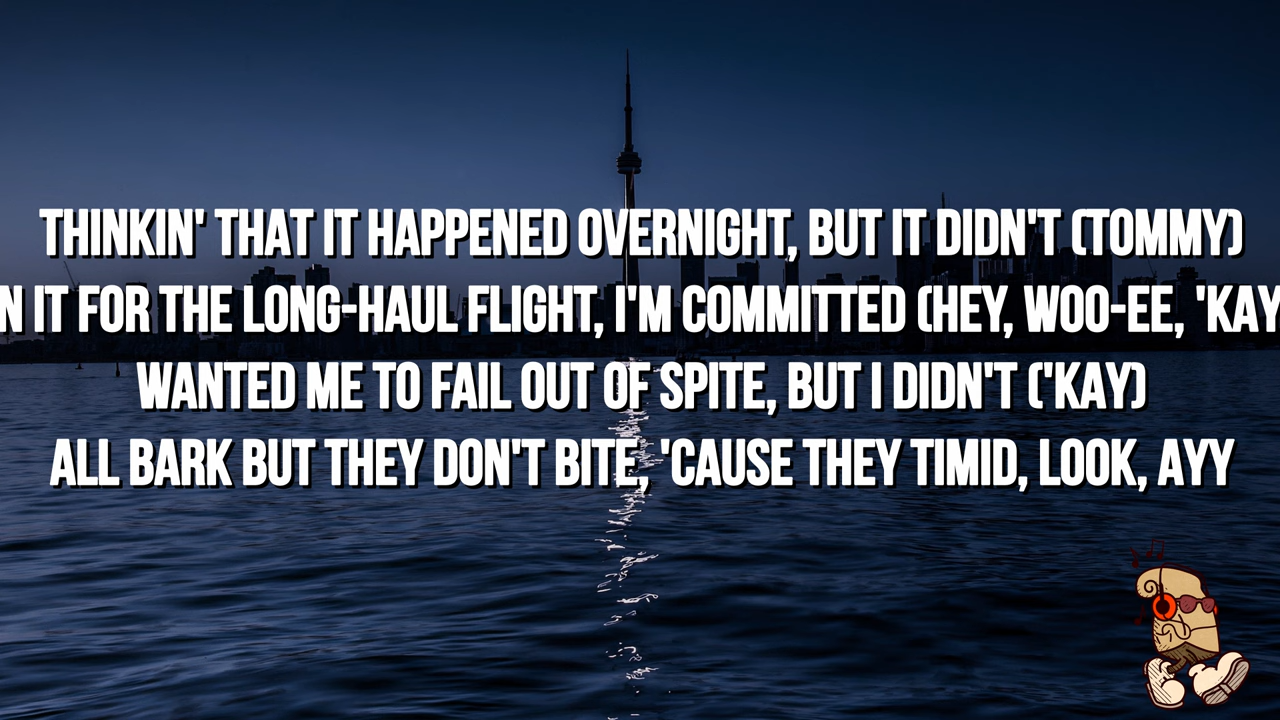 THINKIN' THAT IT HAPPENED OVERNIGHT, BUT IT DIDN'T (TOMMY)
N IT FOR THE LONG-HAUL FLIGHT, I'M COMMITTED (HEY, WOO-EE, 'KAY
WANTED ME TO FAIL OUT OF SPITE, BUT I DIDN'T ('KAY)
ALL BARK BUT THEY DON'T BITE, 'CAUSE THEY TIMID, LOOK, AYY